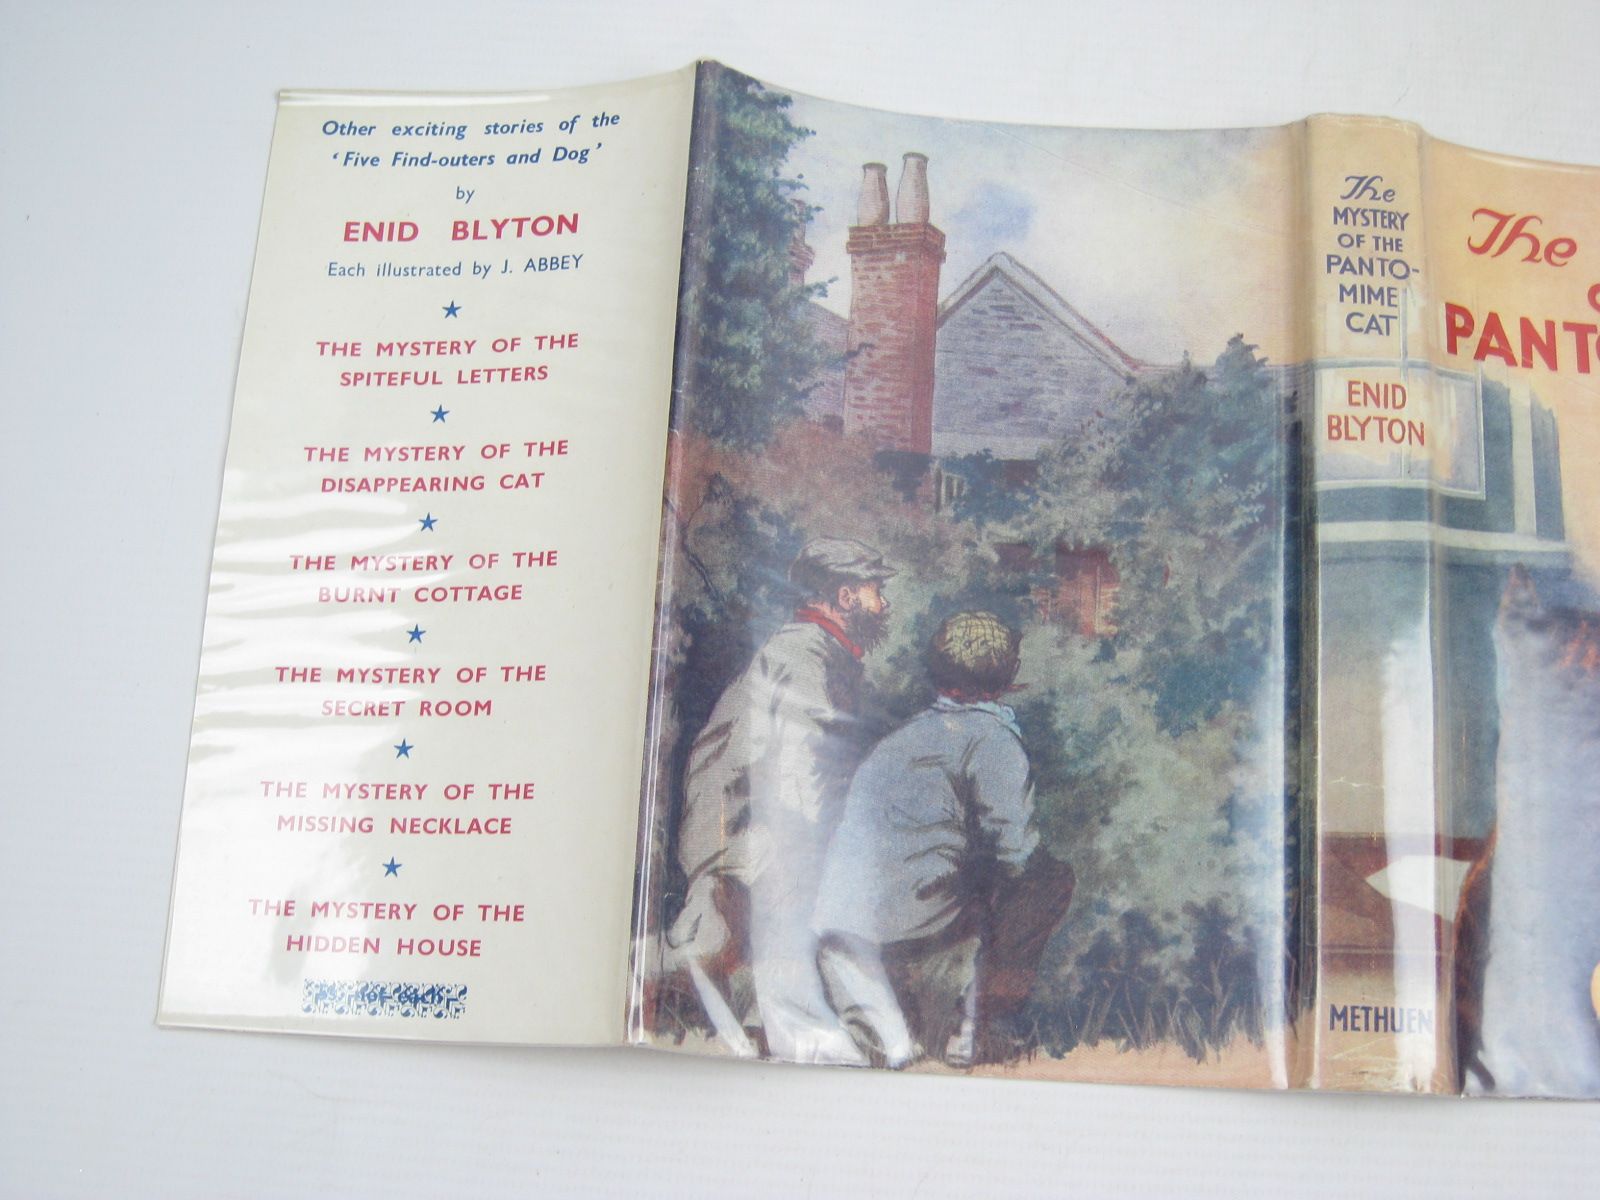 Other exciting stories of the
‘Five Find-outers and Dog’
by
ENID BLYTON
Each illustrated by J. ABBEY
THE MYSTERY OF THE
SPITEFUL LETTERS
THE MYSTERY OF THE
DISAPPEARING CAT
THE MYSTERY OF THE
BURNT COTTAGE
THE MYSTERY OF THE
SECRET ROOM
THE MYSTERY OF THE
MISSING NECKLACE
THE MYSTERY OF THE
HIDDEN HOUSE
The
MYSTERY
OF THE
PANTO-
MIME
CAT
ENID
BLYTON
METHUEN
The
PANTO